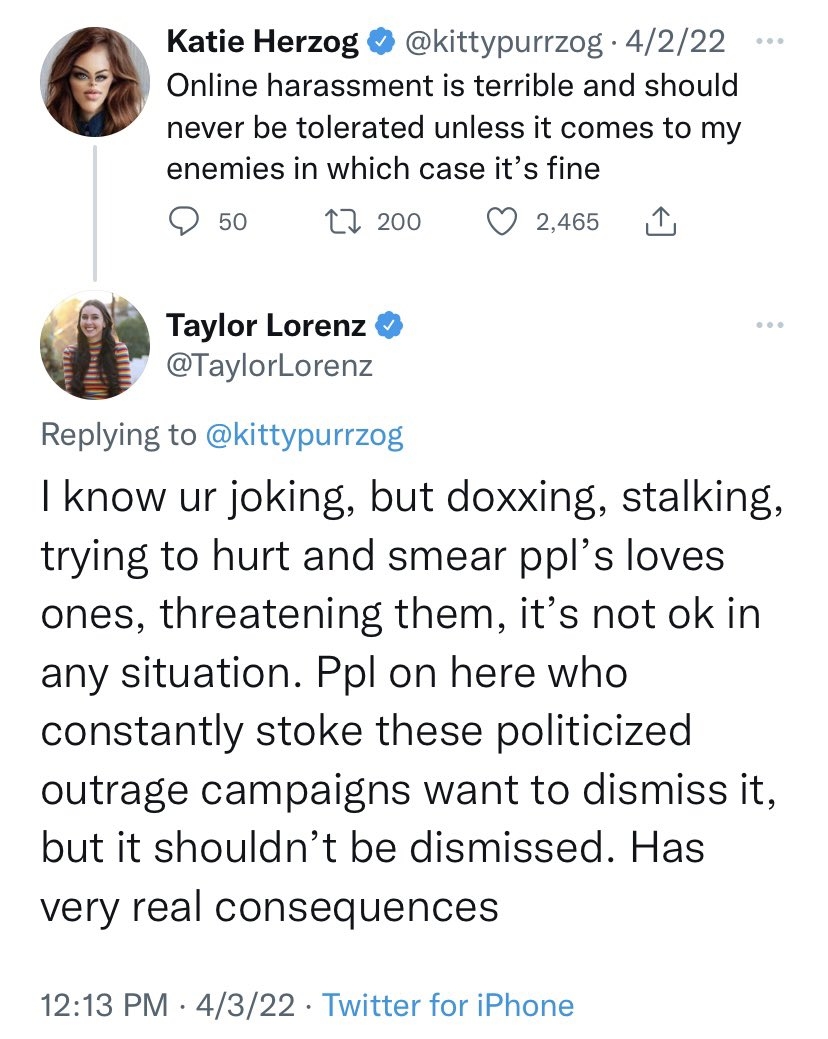 Katie Herzog @kittypurrzog · 4/2/22
Online harassment is terrible and should
never be tolerated unless it comes to my
enemies in which case it’s fine
50 200 2,465
Taylor Lorenz
@TaylorLorenz
Replying to @kittypurrzog
I know ur joking, but doxxing, stalking,
trying to hurt and smear ppl’s loves
ones, threatening them, it’s not ok in
any situation. Ppl on here who
constantly stoke these politicized
outrage campaigns want to dismiss it,
but it shouldn’t be dismissed. Has
very real consequences
12:13 PM · 4/3/22 · Twitter for iPhone